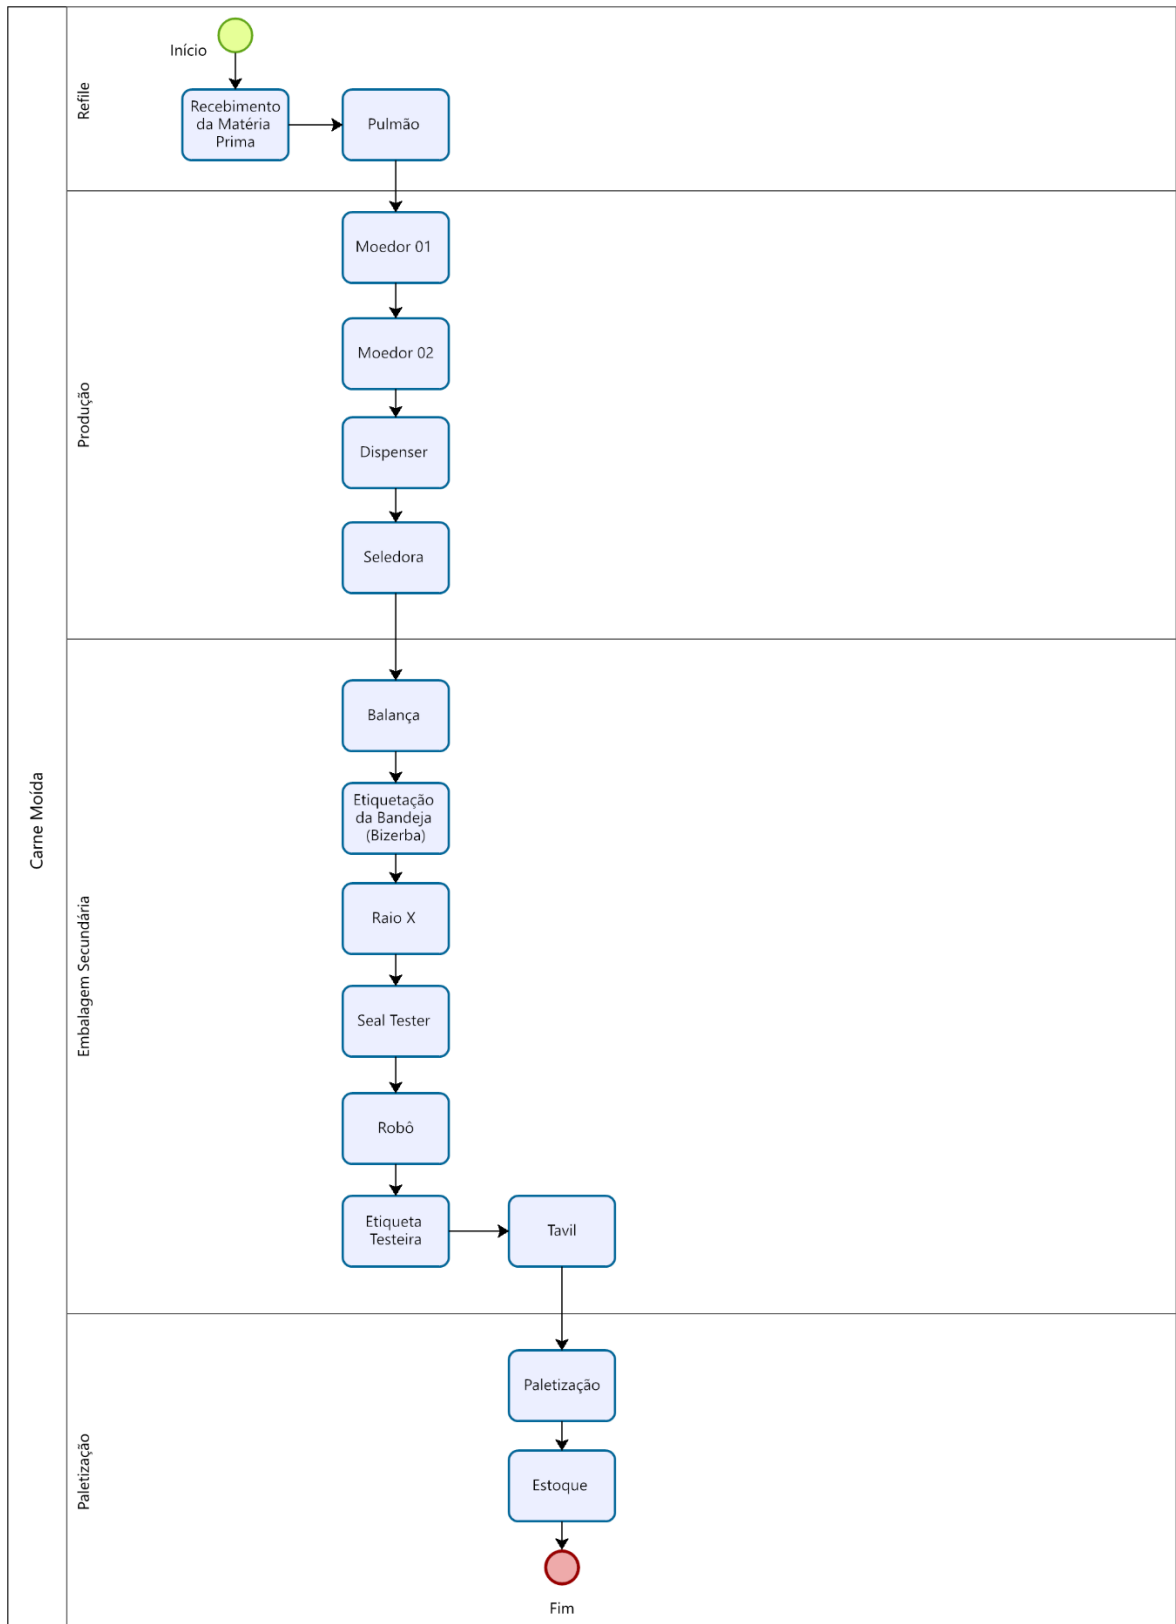 Carne Moída
Refile
Início
Recebimento
da Matéria
Prima
Pulmão
Produção
Moedor 01
Moedor 02
Dispenser
Seledora
Embalagem Secundária
Balança
Etiquetação
da Bandeja
(Bizerba)
Raio X
Seal Tester
Robô
Etiqueta
Testeira
Tavil
Paletização
Paletização
Estoque
Fim